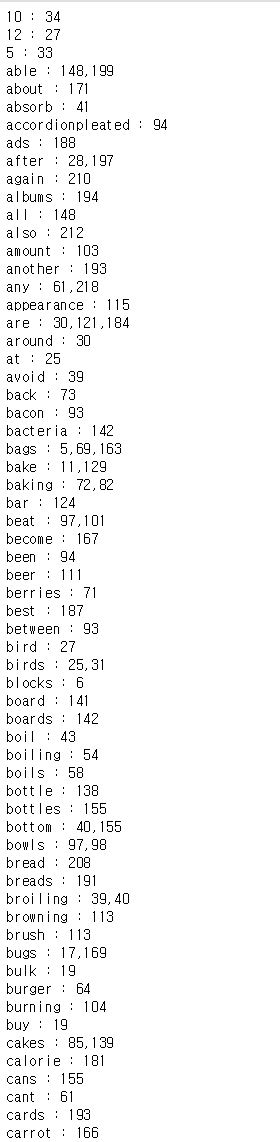 10 : 34
12 : 27
5 : 33
able : 148,199
about : 171
absorb : 41
accordionpleated : 94
ads : 188
after : 28,197
again : 210
albums : 194
all : 148
also : 212
amount : 103
another : 193
any : 61,218
appearance : 115
are : 30,121,184
around : 30
at : 25
avoid : 39
back : 73
bacon : 93
bacteria : 142
bags : 5,69,163
bake : 11,129
baking : 72,82
bar : 124
beat : 97,101
become : 167
been : 94
beer : 111
berries : 71
best : 187
between : 93
bird : 27
birds : 25,31
blocks : 6
board : 141
boards : 142
boil : 43
boiling : 54
boils : 58
bottle : 138
bottles : 155
bottom : 40,155
bowls : 97,98
bread : 208
breads : 191
broiling : 39,40
browning : 113
brush : 113
bugs : 17,169
bulk : 19
burger : 64
burning : 104
buy : 19
cakes : 85,139
calorie : 181
cans : 155
cant : 61
cards : 193
carrot : 166